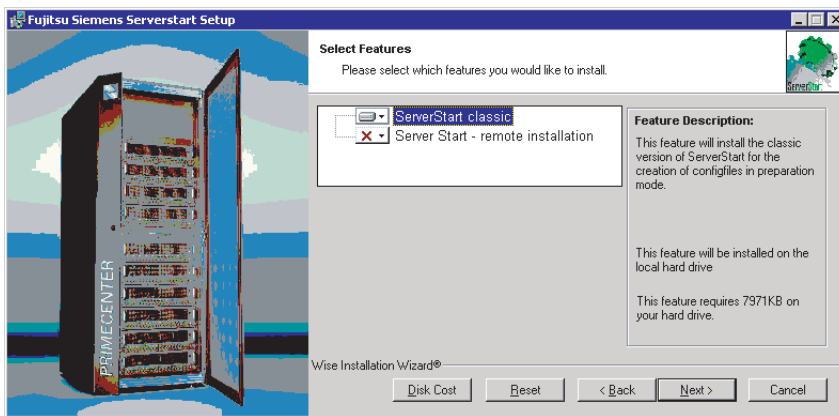 Fujitsu Siemens Serverstart Setup
Select Features
Please select which features you would like to install.
ServerStart
ServerStart classic
Server Start - remote installation
Feature Description:
This feature will install the classic
version of ServerStart for the
creation of configfiles in preparation
mode.
This feature will be installed on the
local hard drive
This feature requires 7971KB on
your hard drive.
PRIMECENTER
Wise Installation Wizard®
Disk Cost
Reset
< Back
Next >
Cancel